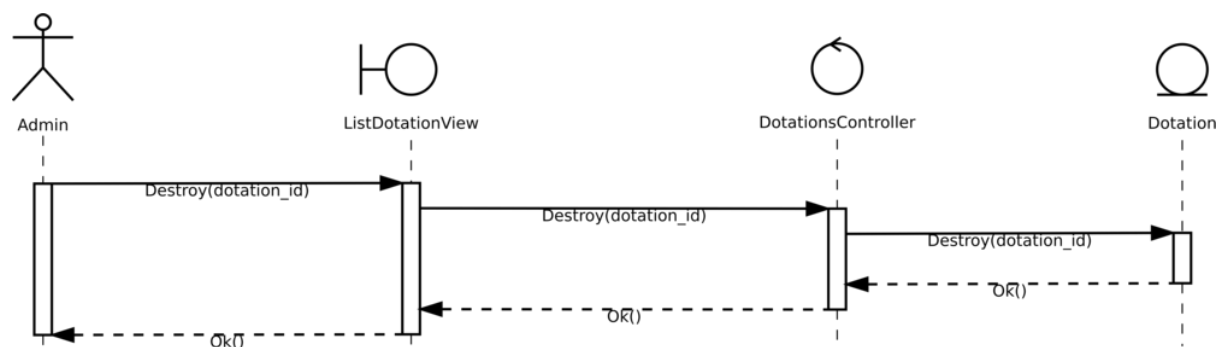 Admin
ListDotationView
DotationsController
Dotation
Destroy(dotation_id)
Destroy(dotation_id)
Destroy(dotation_id)
Ok()
Ok()
Ok()